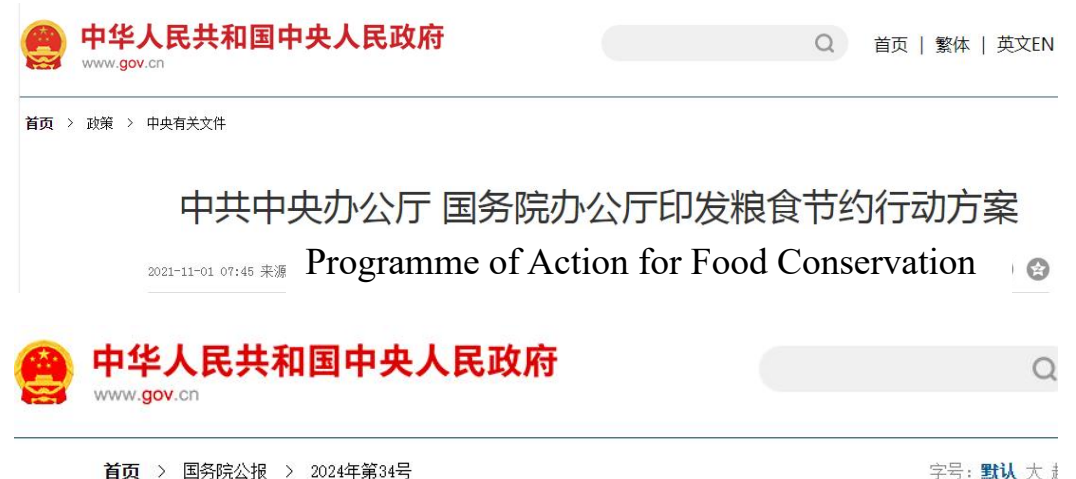 中华人民共和国中央人民政府
www.gov.cn
首页 | 繁体 | 英文EN
首页 > 政策 > 中央有关文件
中共中央办公厅 国务院办公厅印发粮食节约行动方案
2021-11-01 07:45 来源
Programme of Action for Food Conservation
中华人民共和国中央人民政府
www.gov.cn
首页 > 国务院公报 > 2024年第34号
字号：默认 大